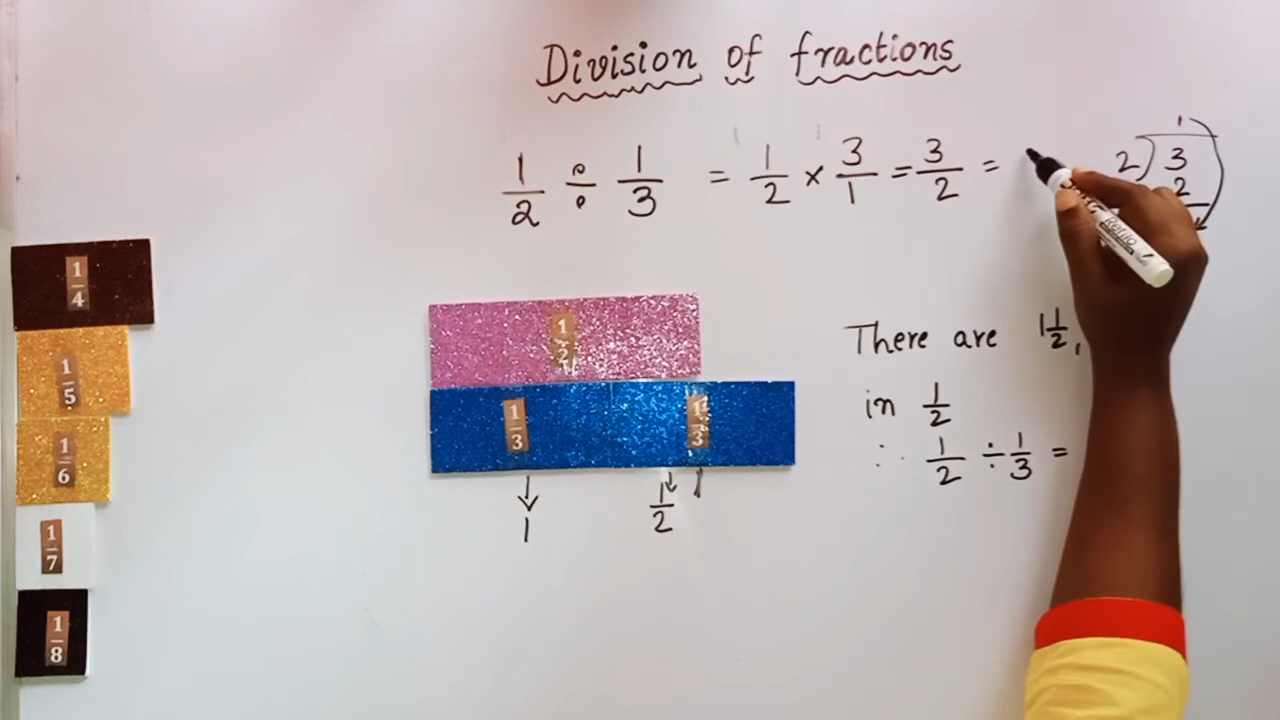 Division of fractions
1/2 ÷ 1/3 = 1/2 × 3/1 = 3/2 =
1
2)3
2
1/4
1/5
1/6
1/7
1/8
1/2
1/3 1/3
↓ ↓
1 1/2
There are 1 1/2,
in 1/2
∴ 1/2 ÷ 1/3 =